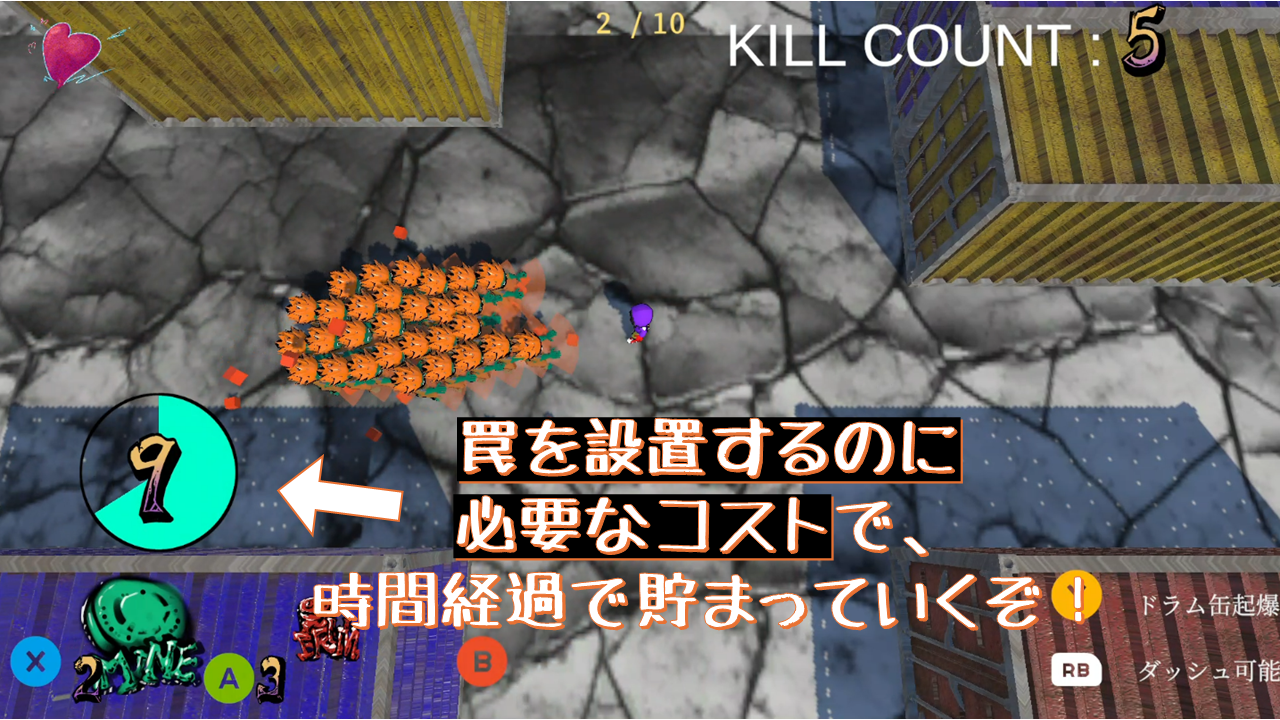 2 / 10
KILL COUNT : 5
9
罠を設置するのに
必要なコストで、
時間経過で貯まっていくぞ!
ドラム缶起爆
X
2 MINE
A
3
B
RB
ダッシュ可能